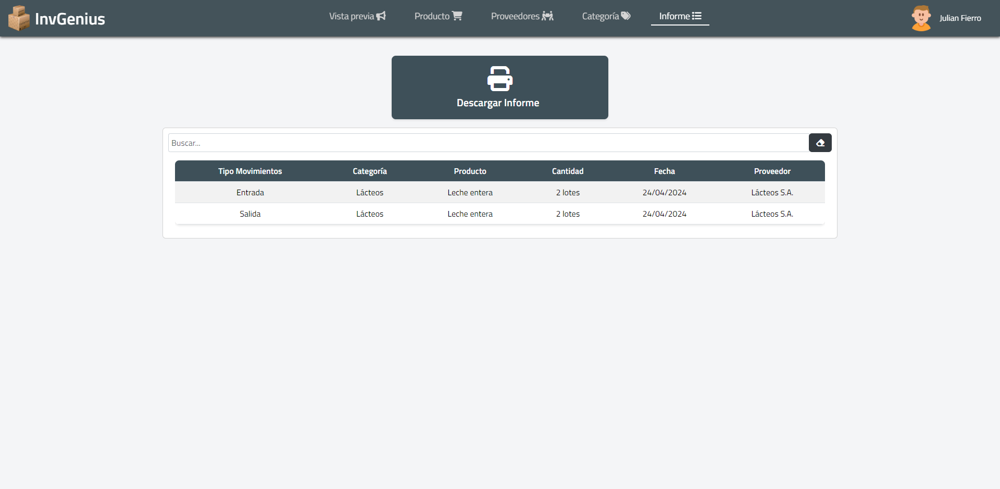 InvGenius
Vista previa
Producto
Proveedores
Categoría
Informe
Julian Fierro
Descargar Informe
Buscar...
Tipo Movimientos Categoría Producto Cantidad Fecha Proveedor
Entrada Lácteos Leche entera 2 lotes 24/04/2024 Lácteos S.A.
Salida Lácteos Leche entera 2 lotes 24/04/2024 Lácteos S.A.